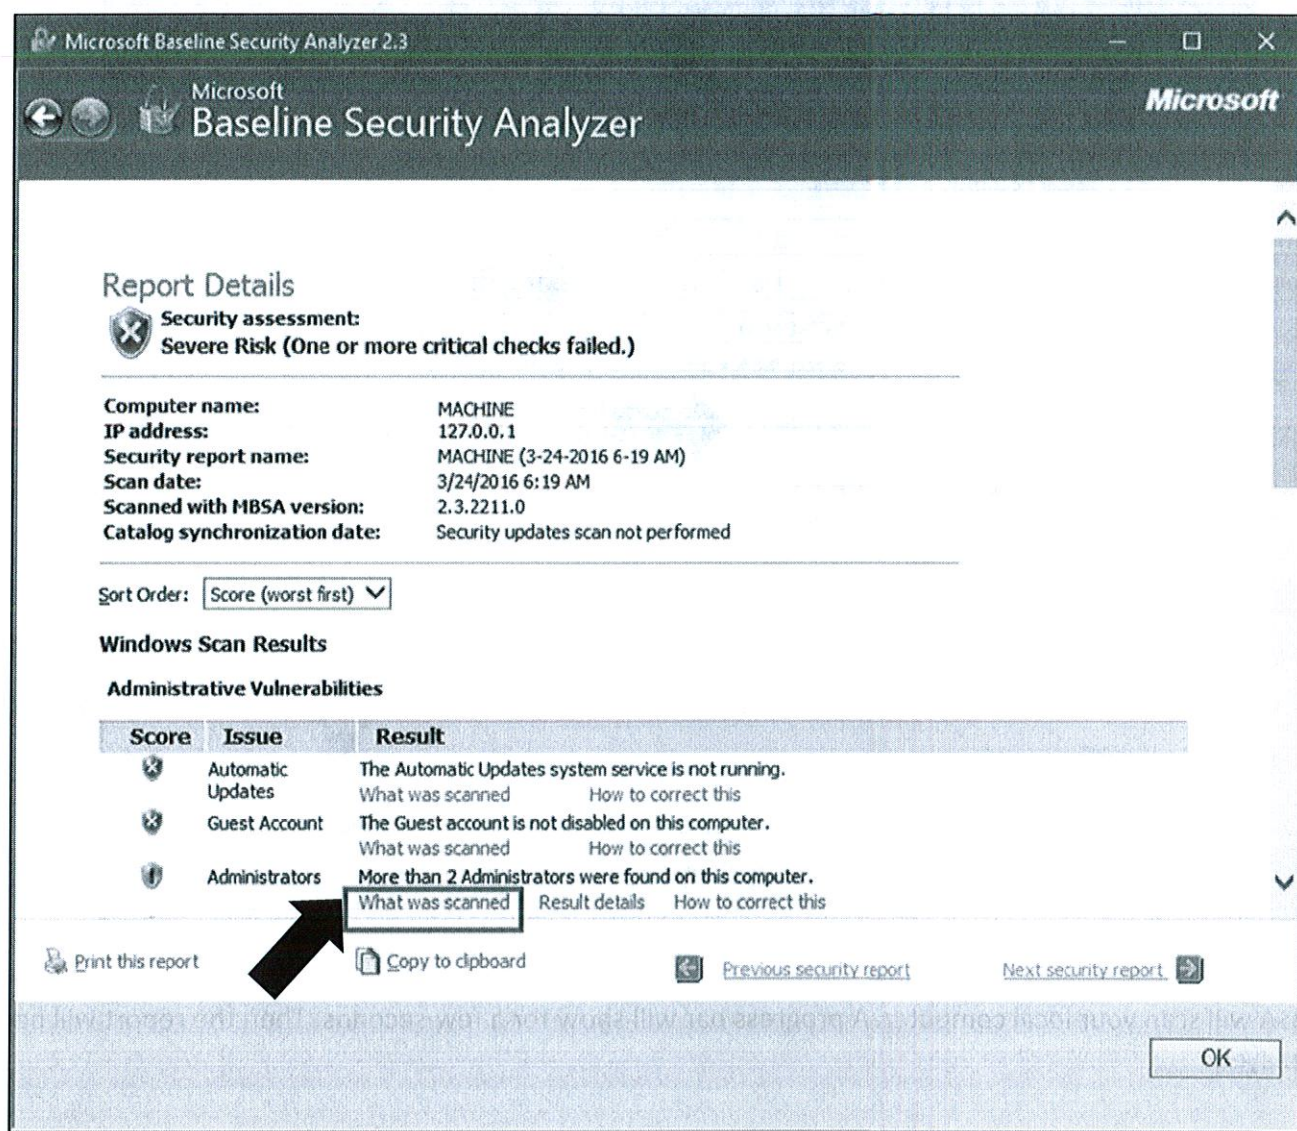 Microsoft Baseline Security Analyzer 2.3
Microsoft
Baseline Security Analyzer
Microsoft
Report Details
Security assessment:
Severe Risk (One or more critical checks failed.)
Computer name: MACHINE
IP address: 127.0.0.1
Security report name: MACHINE (3-24-2016 6-19 AM)
Scan date: 3/24/2016 6:19 AM
Scanned with MBSA version: 2.3.2211.0
Catalog synchronization date: Security updates scan not performed
Sort Order: Score (worst first)
Windows Scan Results
Administrative Vulnerabilities
Score Issue Result
Automatic The Automatic Updates system service is not running.
Updates What was scanned How to correct this
Guest Account The Guest account is not disabled on this computer.
What was scanned How to correct this
Administrators More than 2 Administrators were found on this computer.
What was scanned Result details How to correct this
Print this report Copy to clipboard Previous security report Next security report
OK